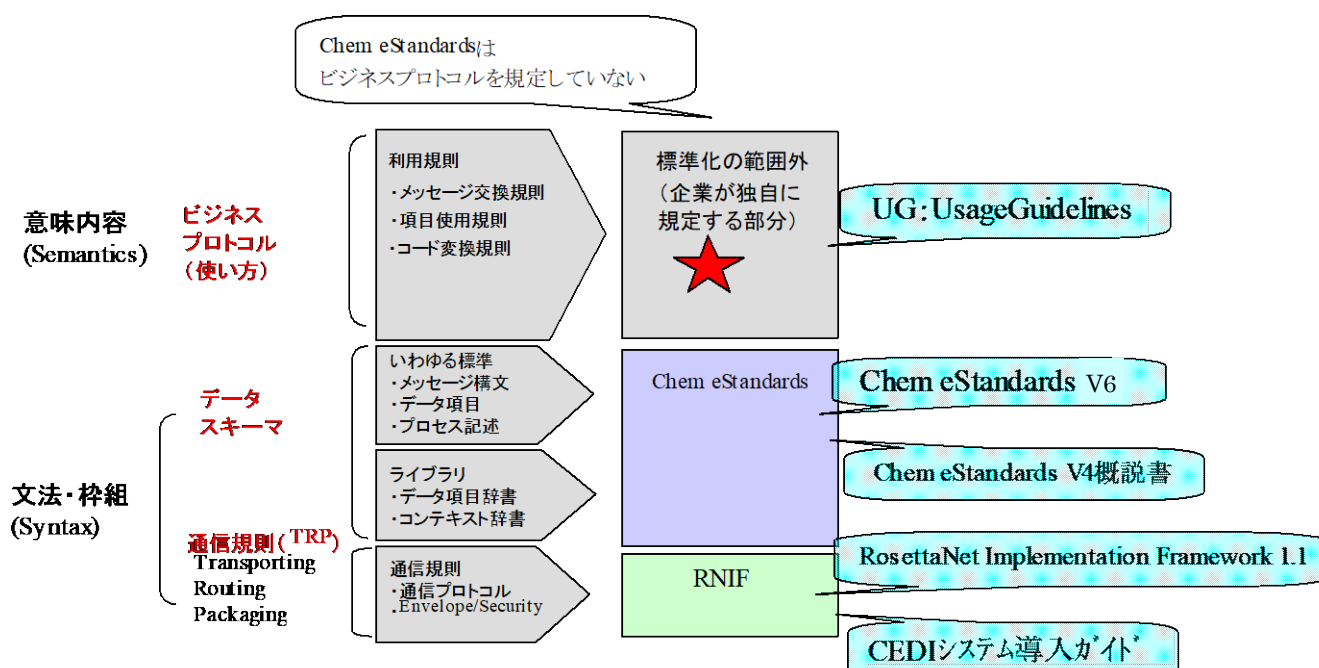 Chem eStandardsは
ビジネスプロトコルを規定していない
意味内容
(Semantics)
ビジネス
プロトコル
(使い方)
利用規則
・メッセージ交換規則
・項目使用規則
・コード変換規則
標準化の範囲外
(企業が独自に
規定する部分)
UG:UsageGuidelines
文法・枠組
(Syntax)
データ
スキーマ
いわゆる標準
・メッセージ構文
・データ項目
・プロセス記述
ライブラリ
・データ項目辞書
・コンテキスト辞書
Chem eStandards
Chem eStandards V6
Chem eStandards V4概説書
通信規則(TRP)
Transporting
Routing
Packaging
通信規則
・通信プロトコル
・Envelope/Security
RNIF
RosettaNet Implementation Framework 1.1
CEDIシステム導入ガイド